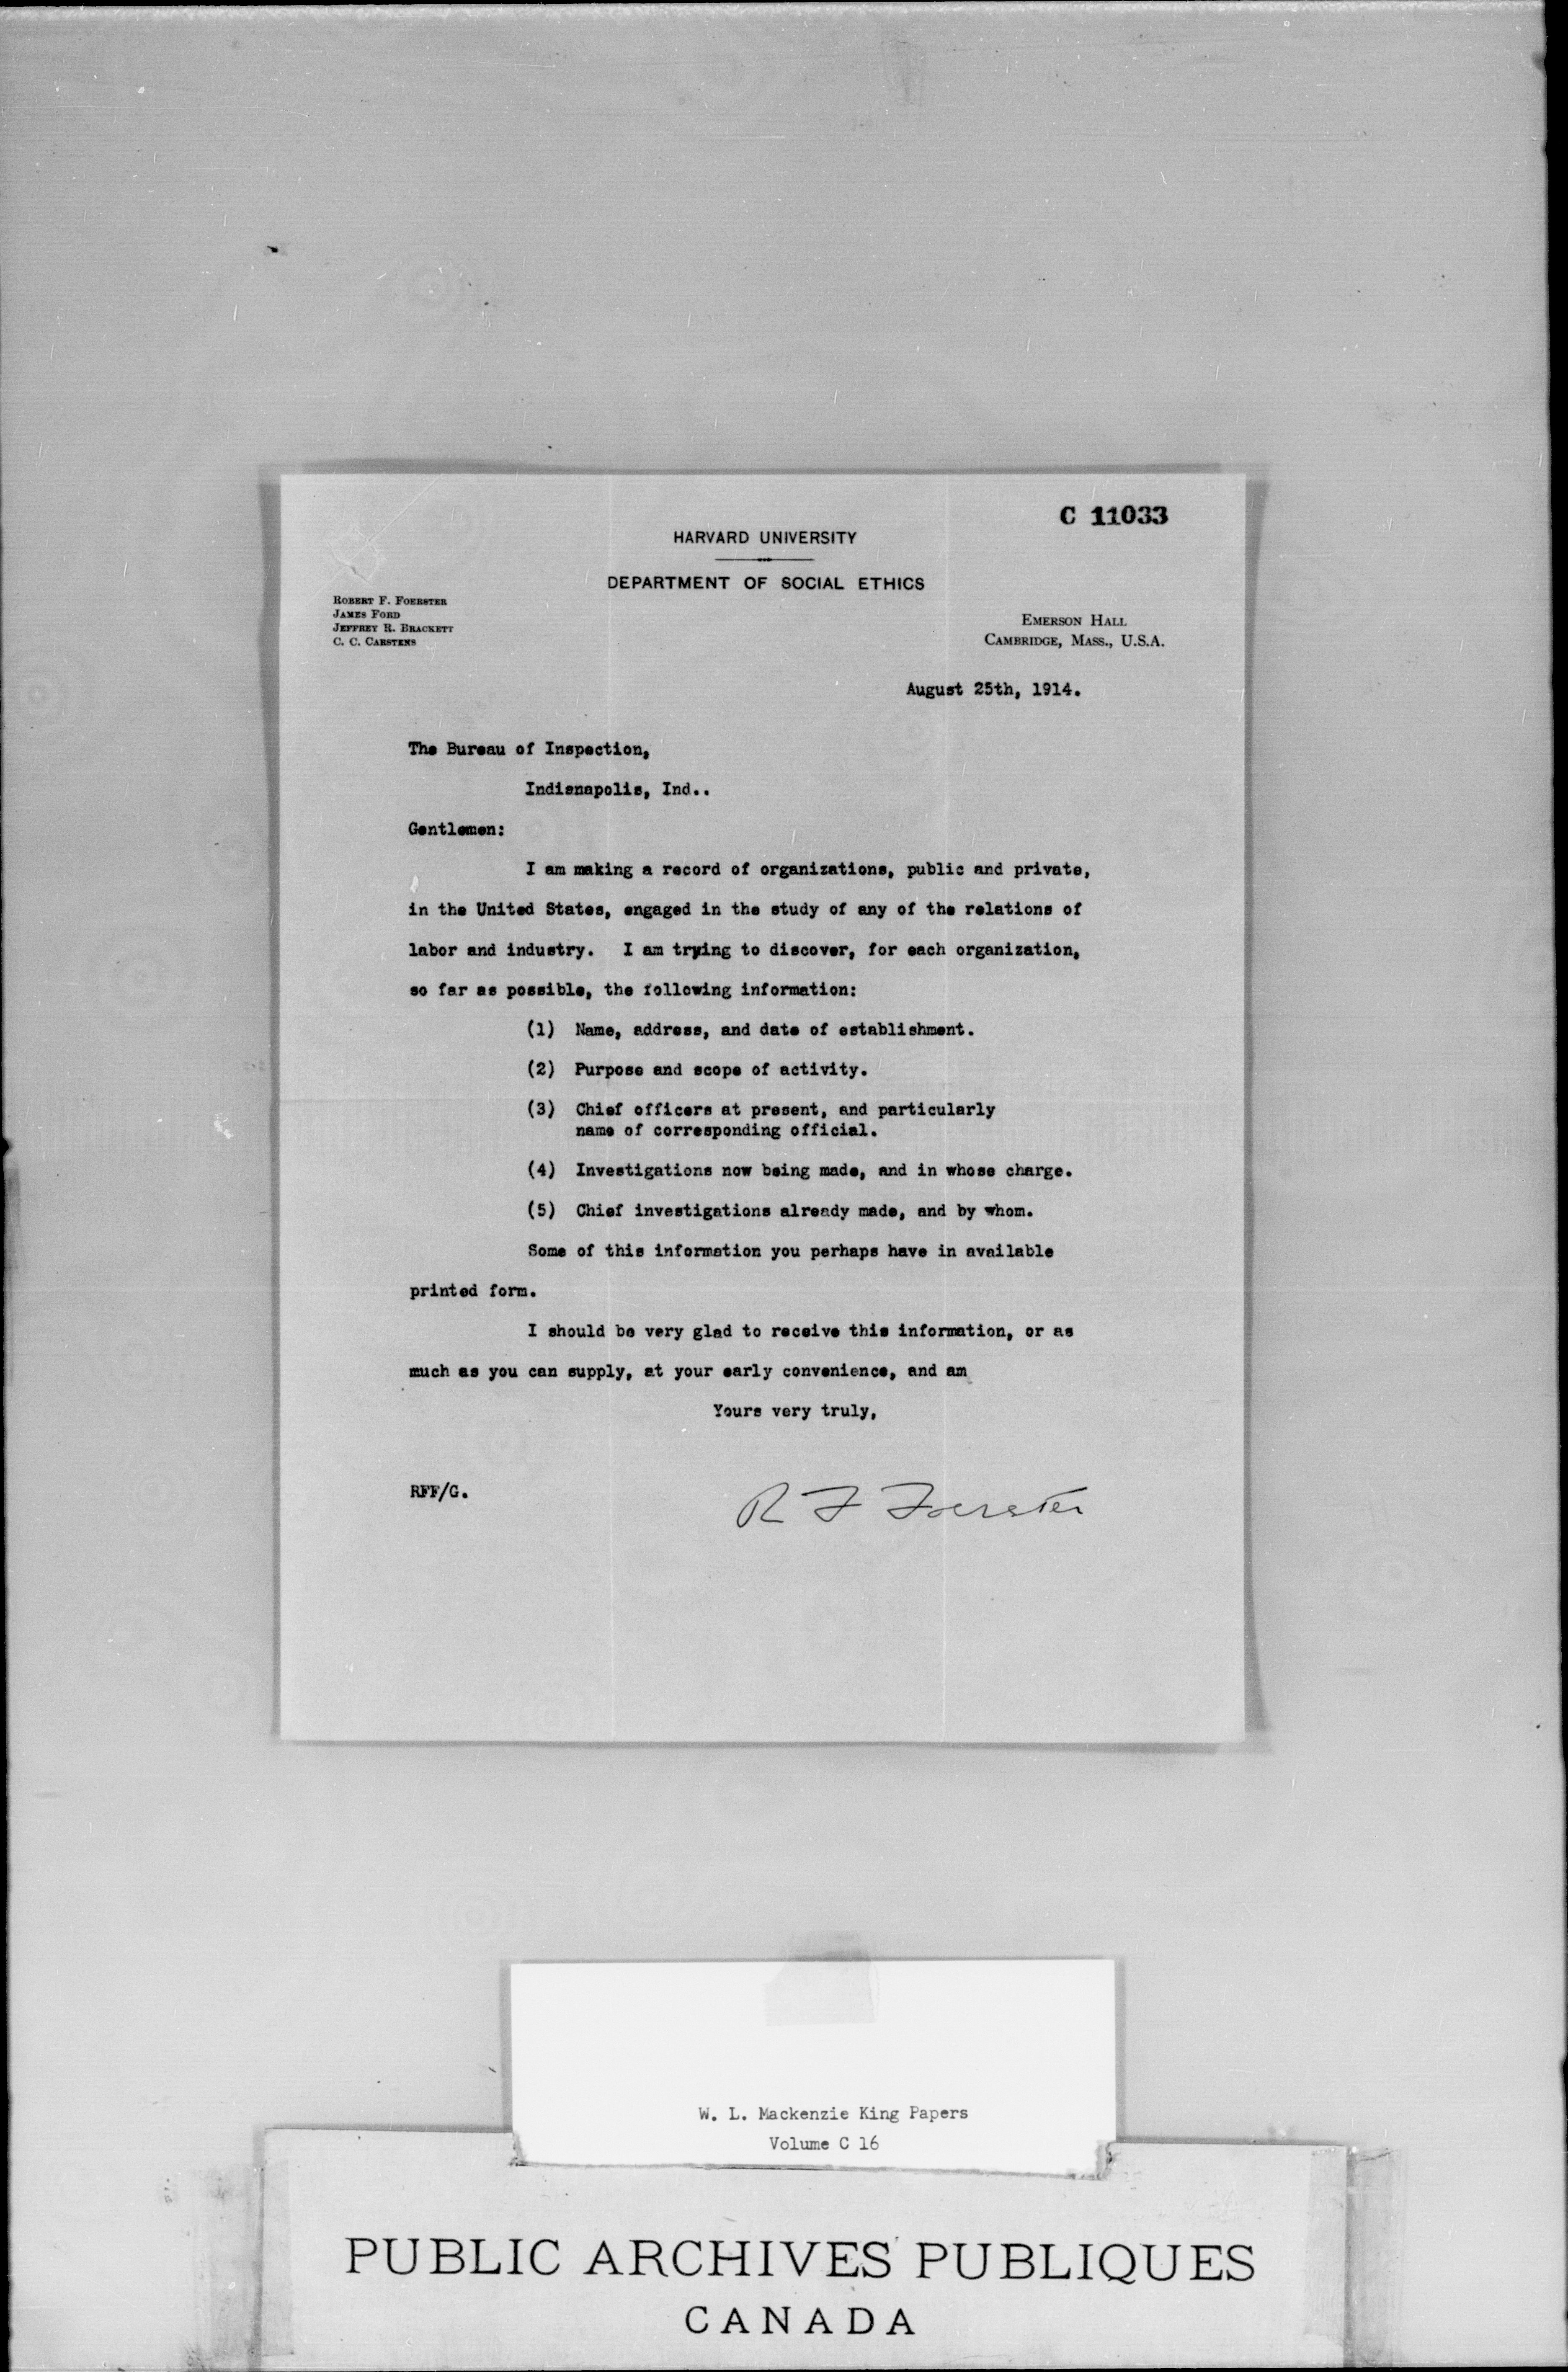 C 11033
HARVARD UNIVERSITY
DEPARTMENT OF SOCIAL ETHICS
ROBERT F. FOERSTER
JAMES FORD
JEFFREY R. BRACKETT
C. C. CARSTENS
EMERSON HALL
CAMBRIDGE, MASS., U.S.A.
August 25th, 1914.
The Bureau of Inspection,
Indianapolis, Ind..
Gentlemen:
I am making a record of organizations, public and private,
in the United States, engaged in the study of any of the relations of
labor and industry. I am trying to discover, for each organization,
so far as possible, the following information:
(1) Name, address, and date of establishment.
(2) Purpose and scope of activity.
(3) Chief officers at present, and particularly
name of corresponding official.
(4) Investigations now being made, and in whose charge.
(5) Chief investigations already made, and by whom.
Some of this information you perhaps have in available
printed form.
I should be very glad to receive this information, or as
much as you can supply, at your early convenience, and am
Yours very truly,
RFF/G.
R F Foerster
W. L. Mackenzie King Papers
Volume C 16
PUBLIC ARCHIVES PUBLIQUES
CANADA